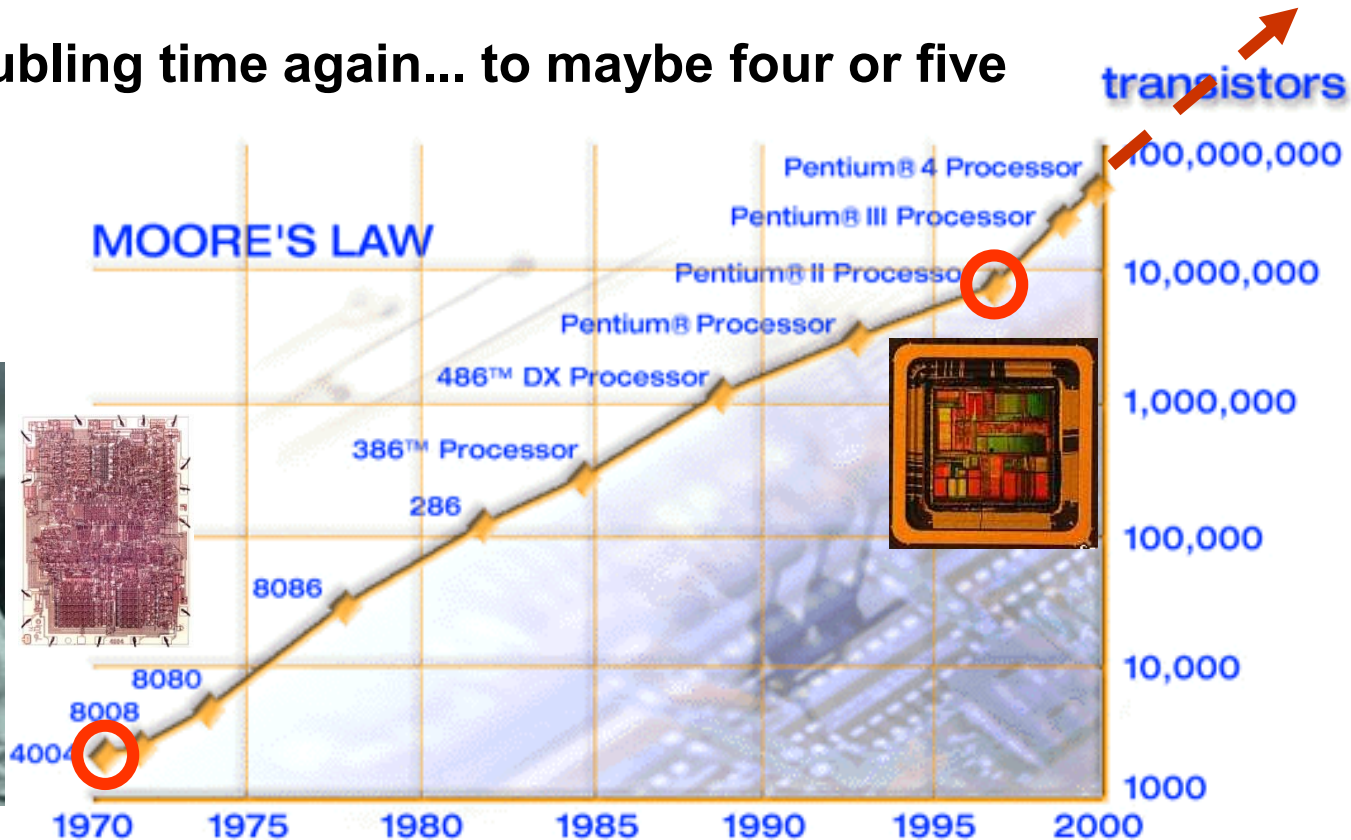 ubling time again... to maybe four or five
transistors
100,000,000
Pentium® 4 Processor
MOORE'S LAW
Pentium® III Processor
Pentium® II Processo
10,000,000
Pentium® Processor
486™ DX Processor
1,000,000
386™ Processor
286
100,000
8086
10,000
8080
8008
4004
1000
1970 1975 1980 1985 1990 1995 2000